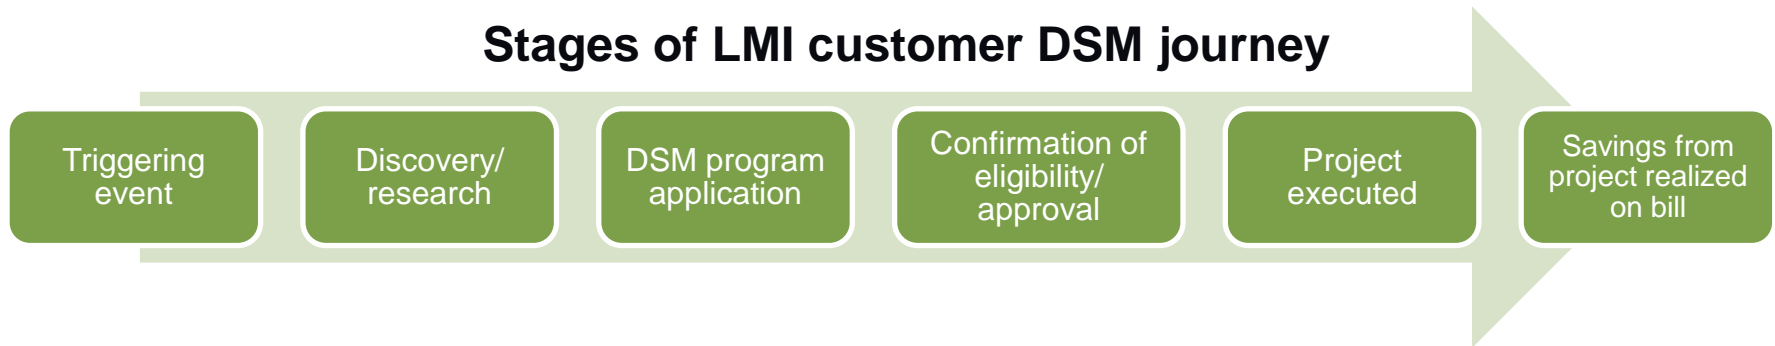 Stages of LMI customer DSM journey
Triggering
event
Discovery/
research
DSM program
application
Confirmation of
eligibility/
approval
Project
executed
Savings from
project realized
on bill